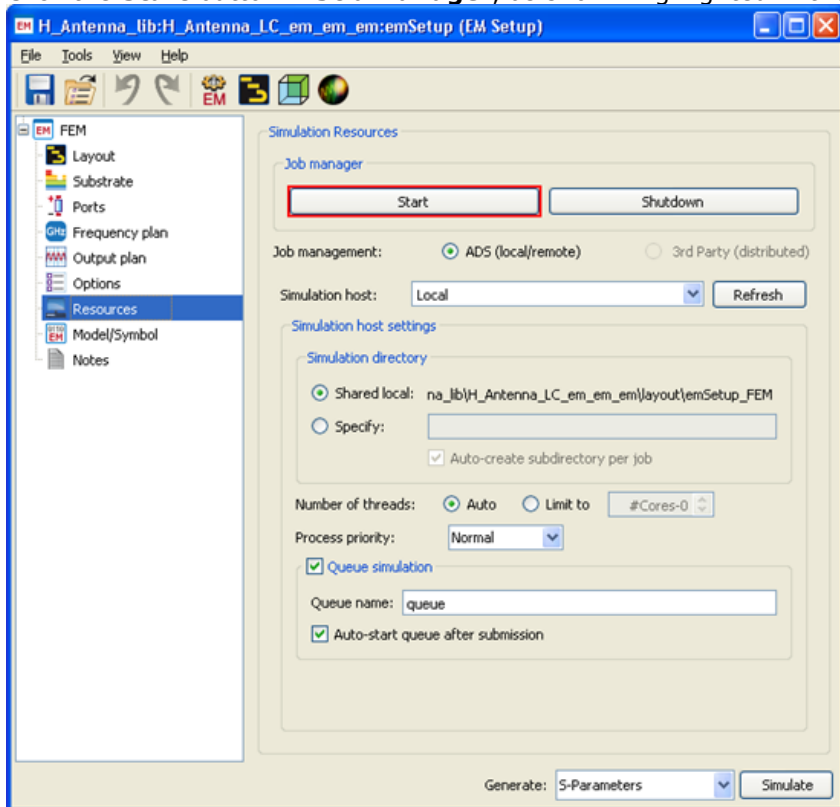 H_Antenna_lib:H_Antenna_LC_em_em_em:emSetup (EM Setup)
File Tools View Help
EM
EM FEM
Layout
Substrate
Ports
GHz Frequency plan
Output plan
Options
Resources
EM Model/Symbol
Notes
Simulation Resources
Job manager
Start Shutdown
Job management: ADS (local/remote) 3rd Party (distributed)
Simulation host: Local Refresh
Simulation host settings
Simulation directory
Shared local: na_lib\H_Antenna_LC_em_em_em\layout\emSetup_FEM
Specify:
Auto-create subdirectory per job
Number of threads: Auto Limit to #Cores-0
Process priority: Normal
Queue simulation
Queue name: queue
Auto-start queue after submission
Generate: S-Parameters Simulate